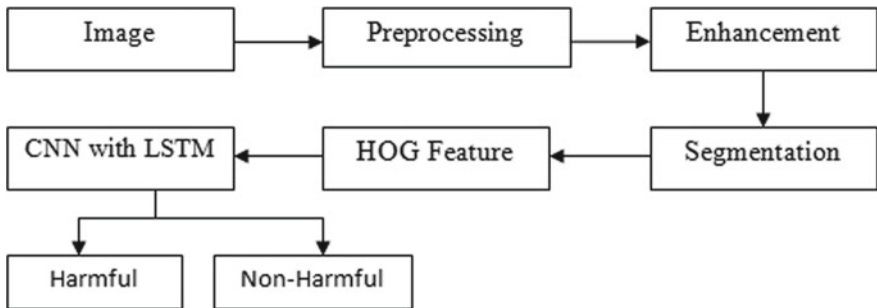 Image
Preprocessing
Enhancement
CNN with LSTM
HOG Feature
Segmentation
Harmful
Non-Harmful